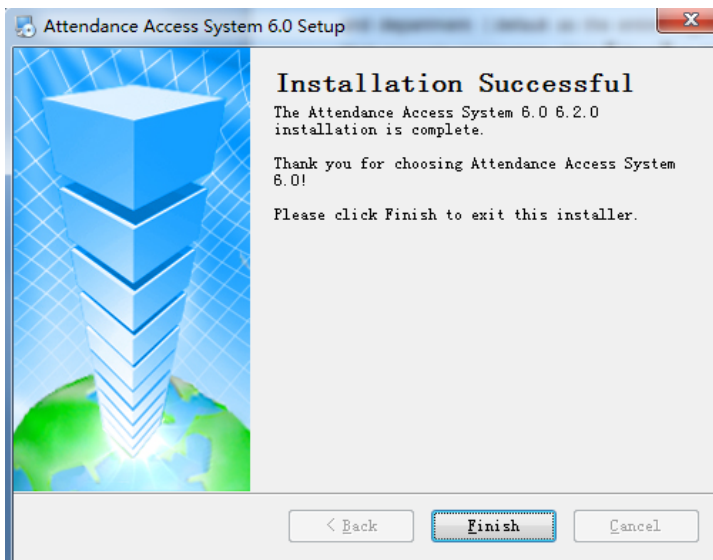 Attendance Access System 6.0 Setup
Installation Successful
The Attendance Access System 6.0 6.2.0
installation is complete.
Thank you for choosing Attendance Access System
6.0!
Please click Finish to exit this installer.
< Back
Finish
Cancel